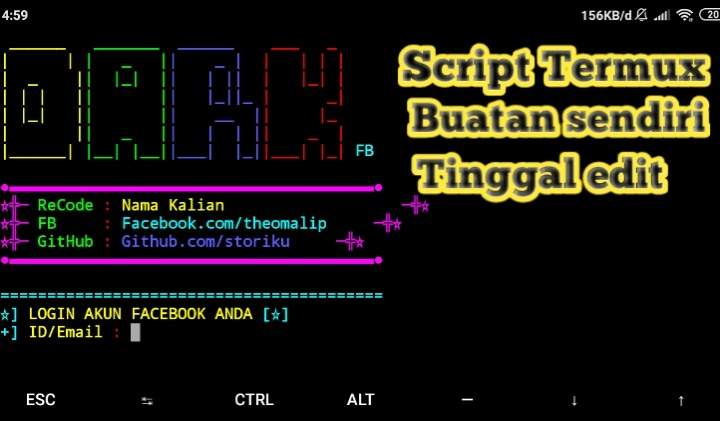 4:59
156KB/d
20
DARK
FB
Script Termux
Buatan sendiri
Tinggal edit
ReCode : Nama Kalian
FB : Facebook.com/theomalip
GitHub : Github.com/storiku
========================================
☆] LOGIN AKUN FACEBOOK ANDA [☆]
+] ID/Email :
ESC
CTRL
ALT
—
↓
↑